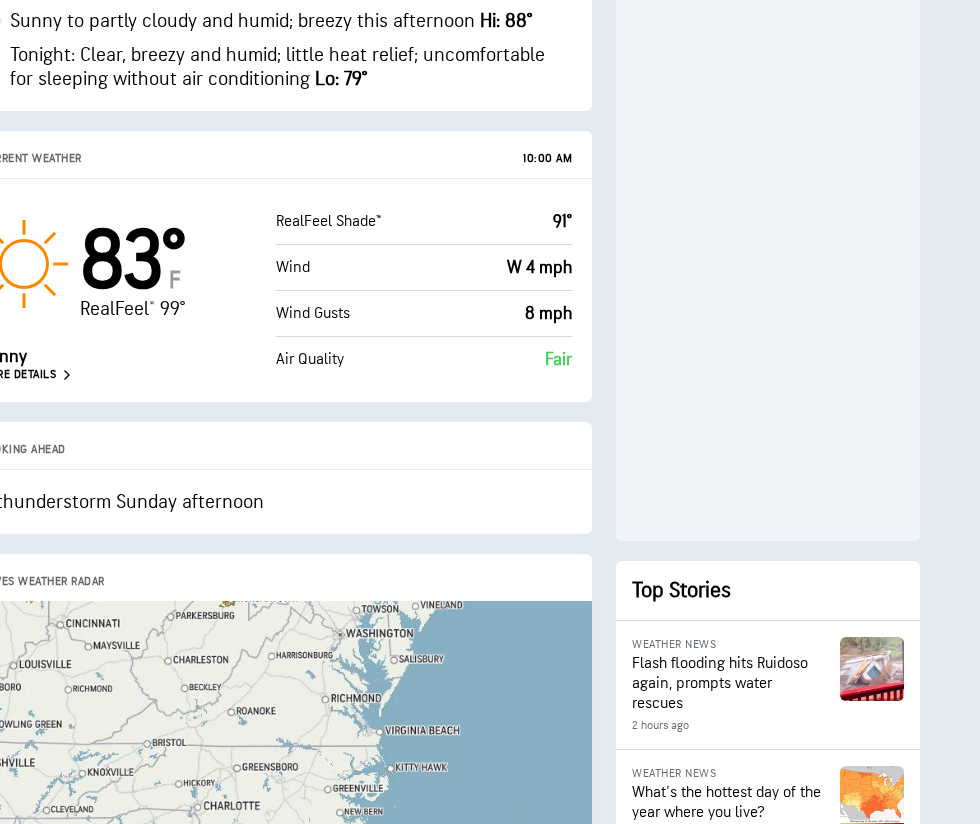 Sunny to partly cloudy and humid; breezy this afternoon Hi: 88°
Tonight: Clear, breezy and humid; little heat relief; uncomfortable
for sleeping without air conditioning Lo: 79°
RRENT WEATHER
10:00 AM
83°
F
RealFeel® 99°
nny
RE DETAILS
RealFeel Shade™
91°
Wind
W 4 mph
Wind Gusts
8 mph
Air Quality
Fair
OKING AHEAD
thunderstorm Sunday afternoon
YES WEATHER RADAR
PARKERSBURG
TOWSON
VINELAND
CINCINNATI
WASHINGTON
MAYSVILLE
LOUISVILLE
CHARLESTON
HARRISONBURG
SALISBURY
BORO
RICHMOND
BECKLEY
RICHMOND
OWLING GREEN
ROANOKE
VIRGINIA BEACH
BRISTOL
SHVILLE
KNOXVILLE
GREENSBORO
KITTY HAWK
HICKORY
GREENVILLE
CLEVELAND
CHARLOTTE
NEW BERN
Top Stories
WEATHER NEWS
Flash flooding hits Ruidoso
again, prompts water
rescues
2 hours ago
WEATHER NEWS
What's the hottest day of the
year where you live?